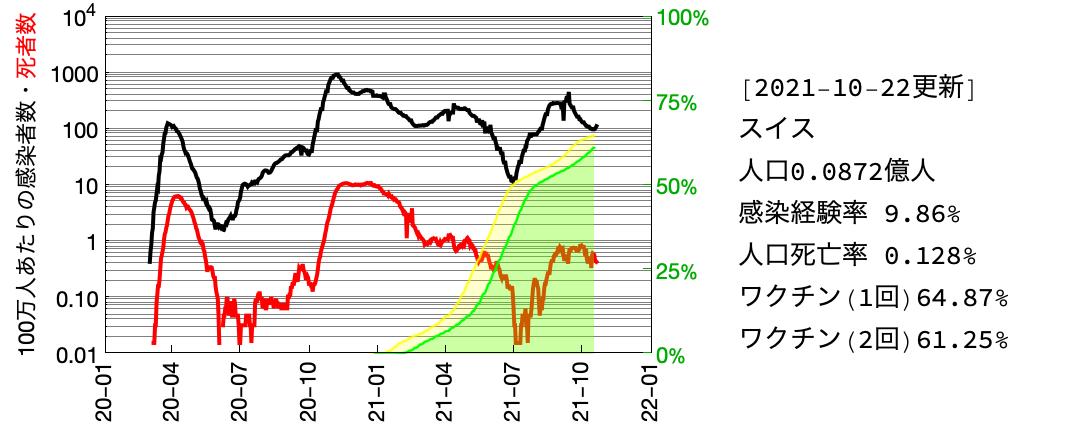 100万人あたりの感染者数・死者数
10^4
1000
100
10
1
0.10
0.01
100%
75%
50%
25%
0%
20-01
20-04
20-07
20-10
21-01
21-04
21-07
21-10
22-01
[2021-10-22更新]
スイス
人口0.0872億人
感染経験率 9.86%
人口死亡率 0.128%
ワクチン(1回)64.87%
ワクチン(2回)61.25%